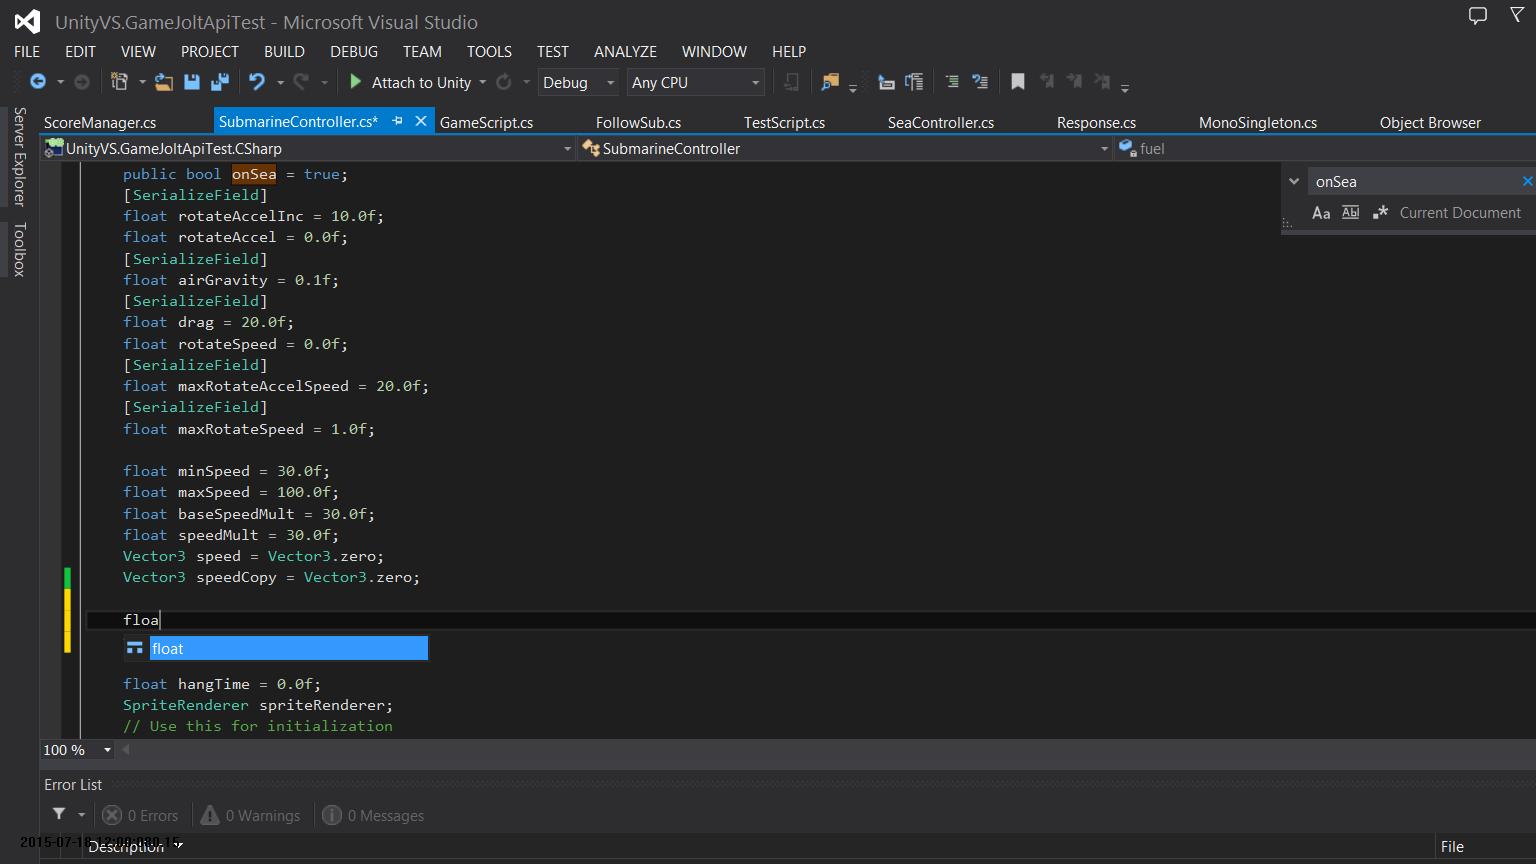 UnityVS.GameJoltApiTest - Microsoft Visual Studio
FILE EDIT VIEW PROJECT BUILD DEBUG TEAM TOOLS TEST ANALYZE WINDOW HELP
Attach to Unity Debug Any CPU
Server Explorer
Toolbox
ScoreManager.cs SubmarineController.cs* GameScript.cs FollowSub.cs TestScript.cs SeaController.cs Response.cs MonoSingleton.cs Object Browser
UnityVS.GameJoltApiTest.CSharp SubmarineController fuel
onSea
Aa Abl .* Current Document
public bool onSea = true;
[SerializeField]
float rotateAccelInc = 10.0f;
float rotateAccel = 0.0f;
[SerializeField]
float airGravity = 0.1f;
[SerializeField]
float drag = 20.0f;
float rotateSpeed = 0.0f;
[SerializeField]
float maxRotateAccelSpeed = 20.0f;
[SerializeField]
float maxRotateSpeed = 1.0f;
float minSpeed = 30.0f;
float maxSpeed = 100.0f;
float baseSpeedMult = 30.0f;
float speedMult = 30.0f;
Vector3 speed = Vector3.zero;
Vector3 speedCopy = Vector3.zero;
floa
float
float hangTime = 0.0f;
SpriteRenderer spriteRenderer;
// Use this for initialization
100 %
Error List
0 Errors 0 Warnings 0 Messages
Description File